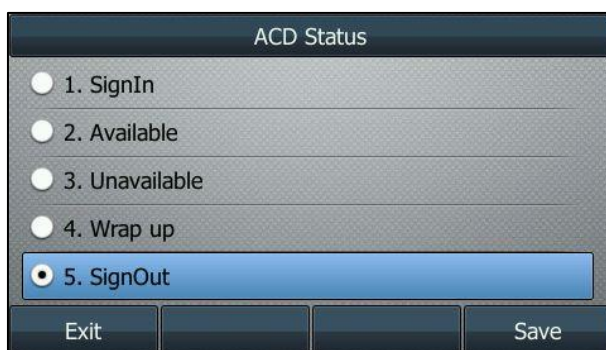 ACD Status
1. SignIn
2. Available
3. Unavailable
4. Wrap up
5. SignOut
Exit Save